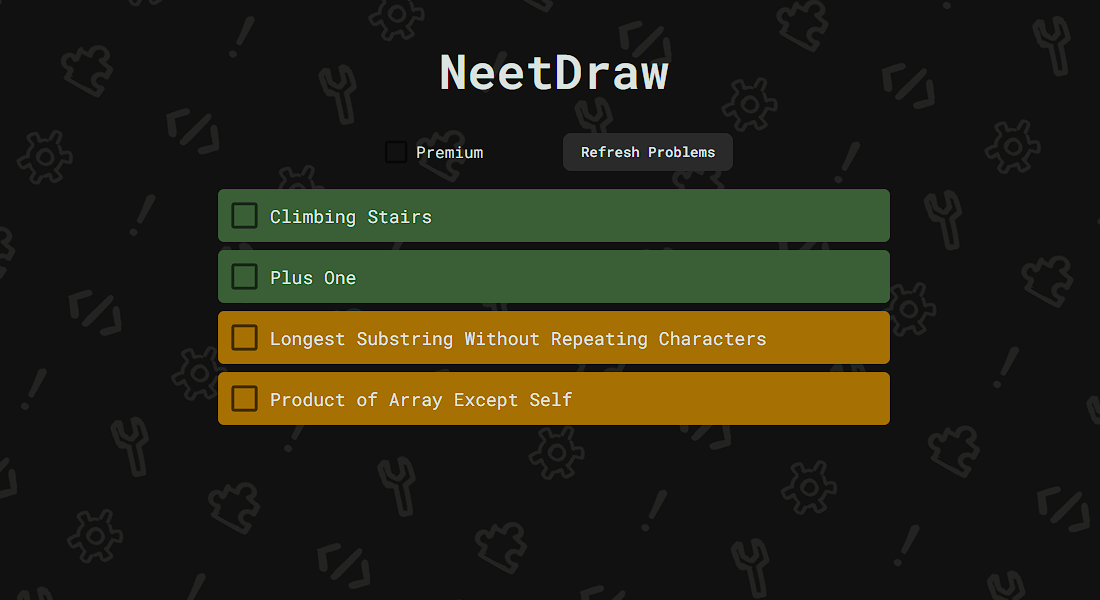 NeetDraw
Premium
Refresh Problems
Climbing Stairs
Plus One
Longest Substring Without Repeating Characters
Product of Array Except Self